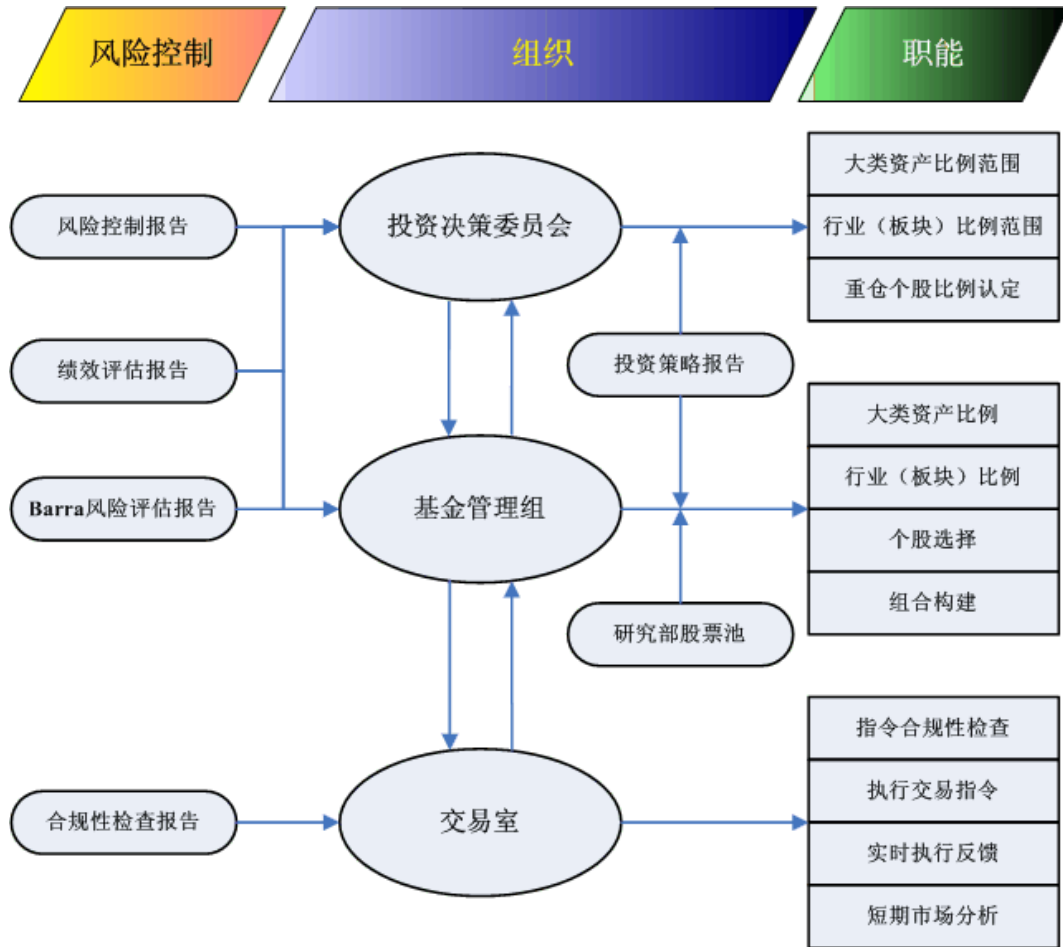 风险控制
组织
职能
大类资产比例范围
风险控制报告
投资决策委员会
行业（板块）比例范围
重仓个股比例认定
绩效评估报告
投资策略报告
大类资产比例
行业（板块）比例
Barra风险评估报告
基金管理组
个股选择
组合构建
研究部股票池
指令合规性检查
执行交易指令
合规性检查报告
交易室
实时执行反馈
短期市场分析